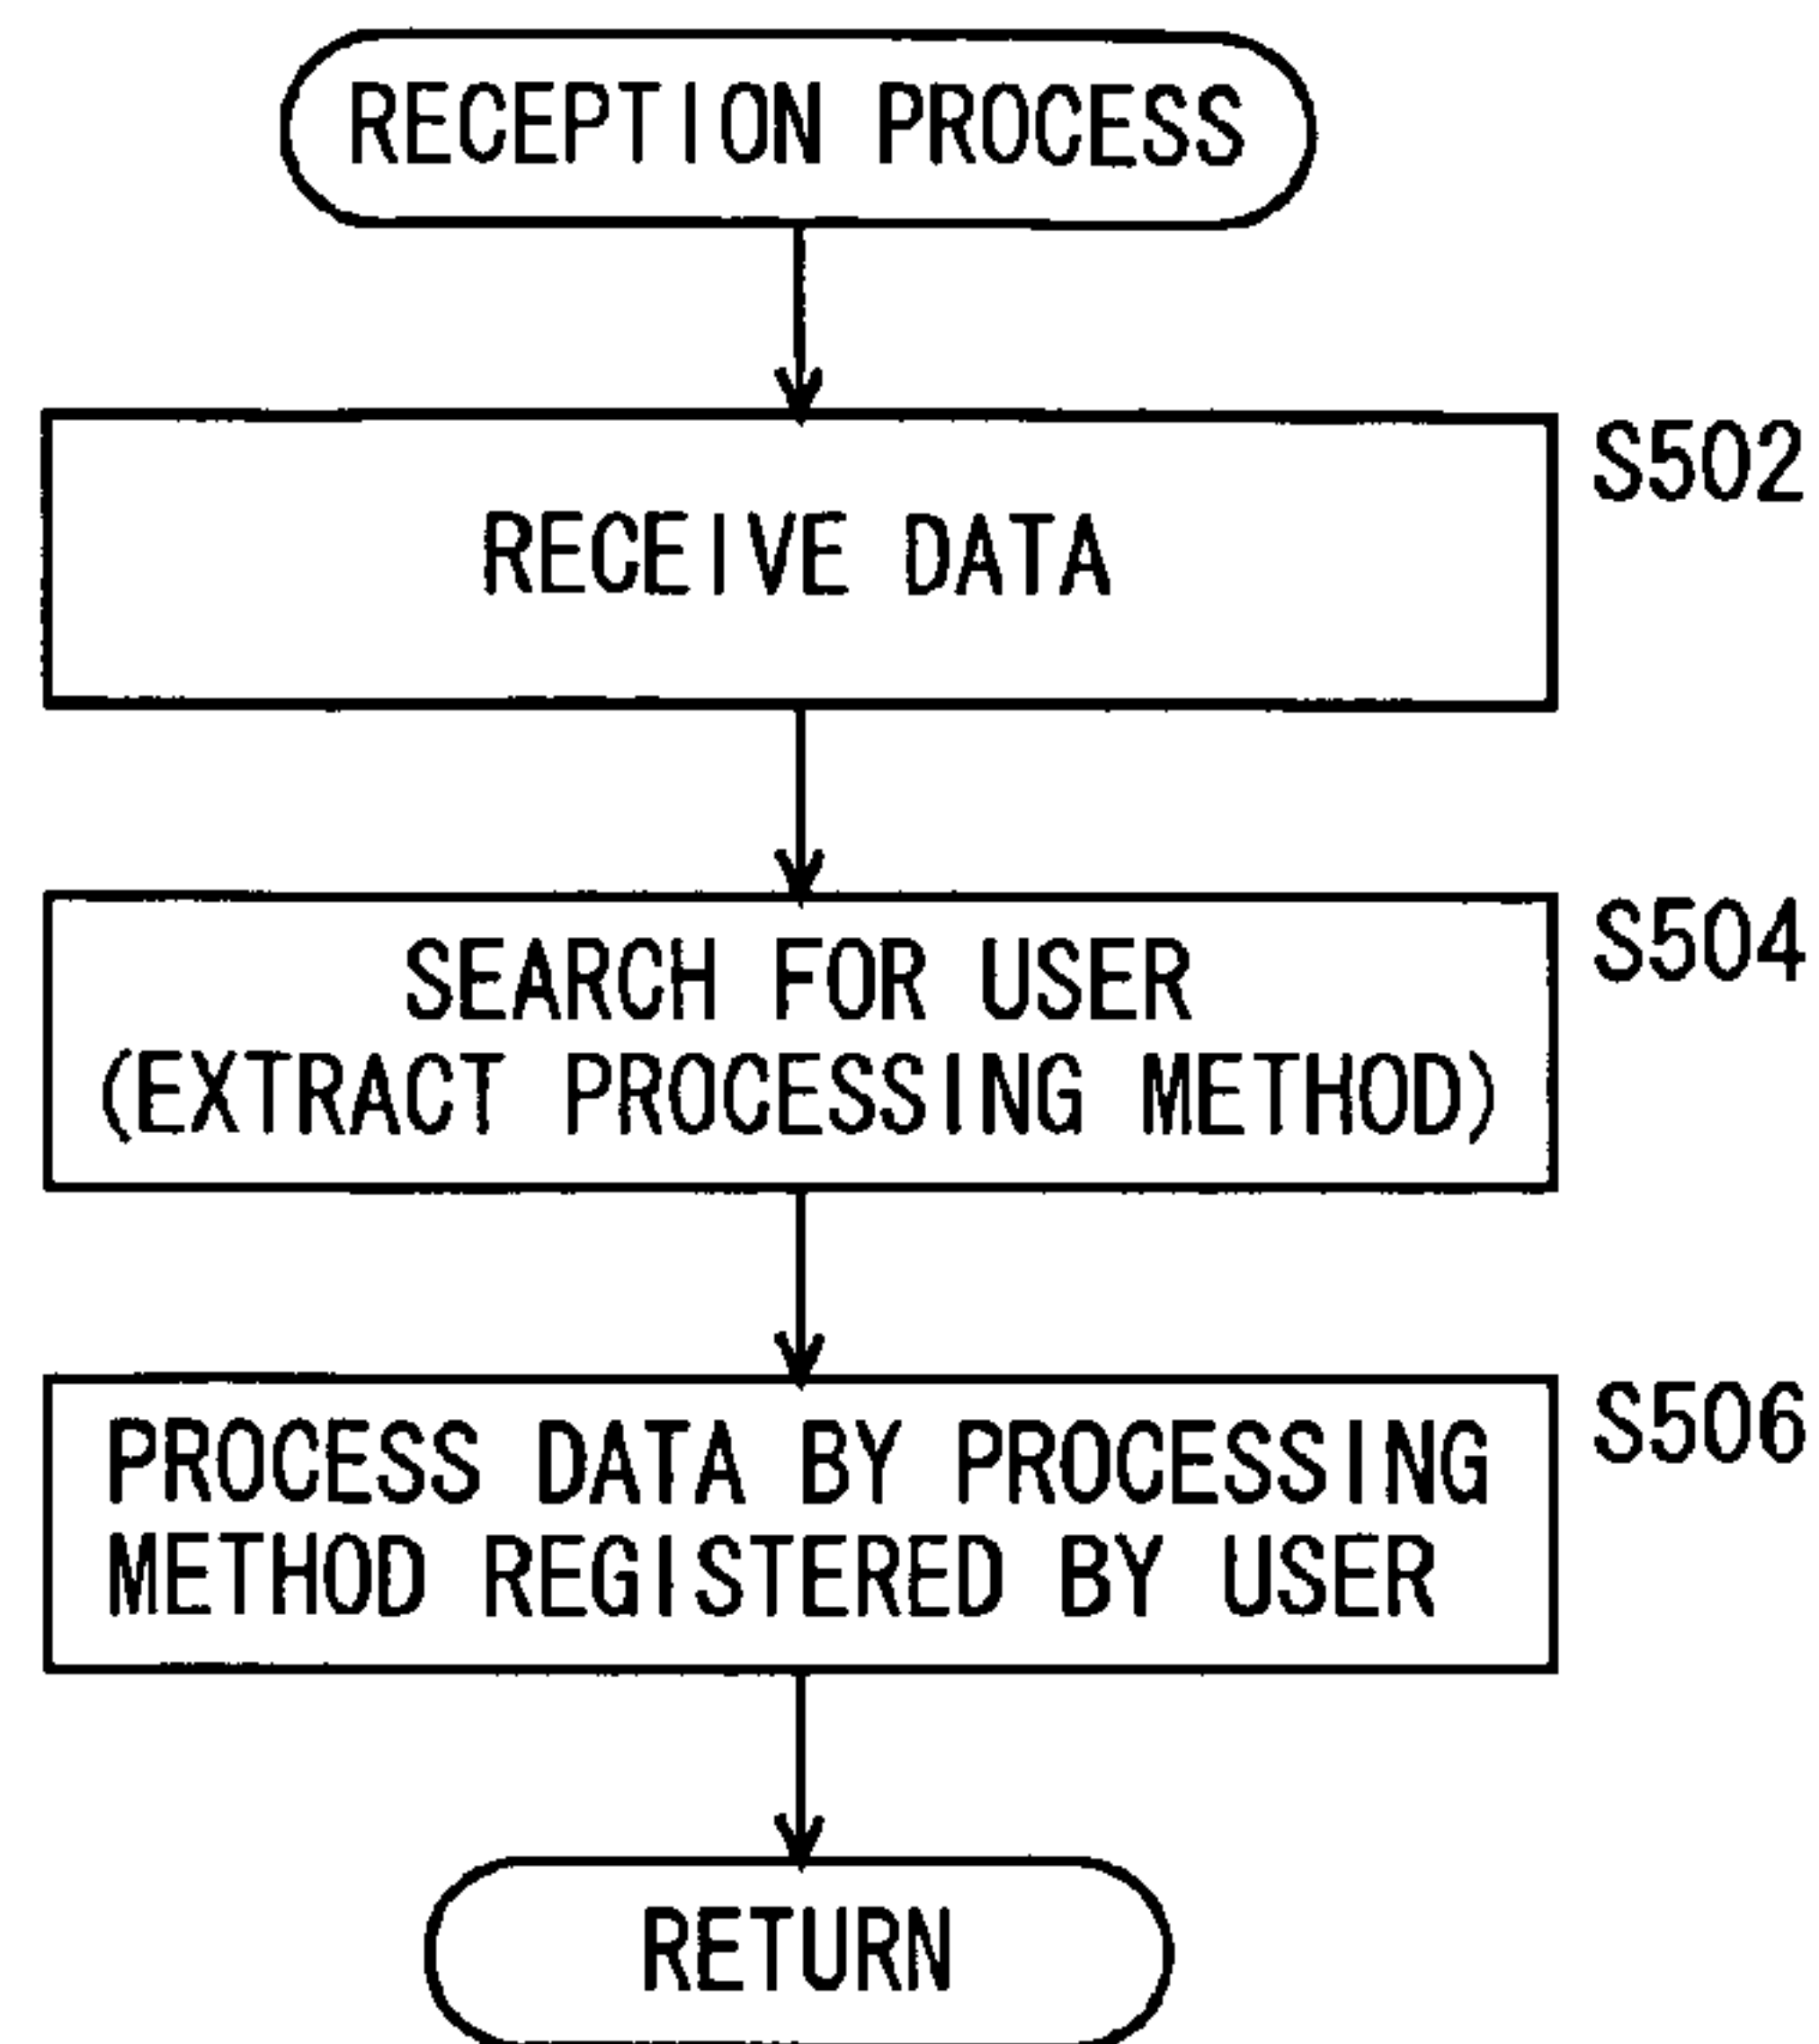 RECEPTION PROCESS
RECEIVE DATA
S502
SEARCH FOR USER
(EXTRACT PROCESSING METHOD)
S504
PROCESS DATA BY PROCESSING
METHOD REGISTERED BY USER
S506
RETURN